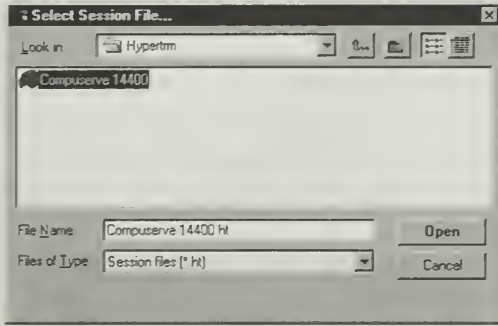 Select Session File...
Look in Hypertrm
Compuserve 14400
File Name Compuserve 14400 ht Open
Files of Type Session files (*.ht) Cancel